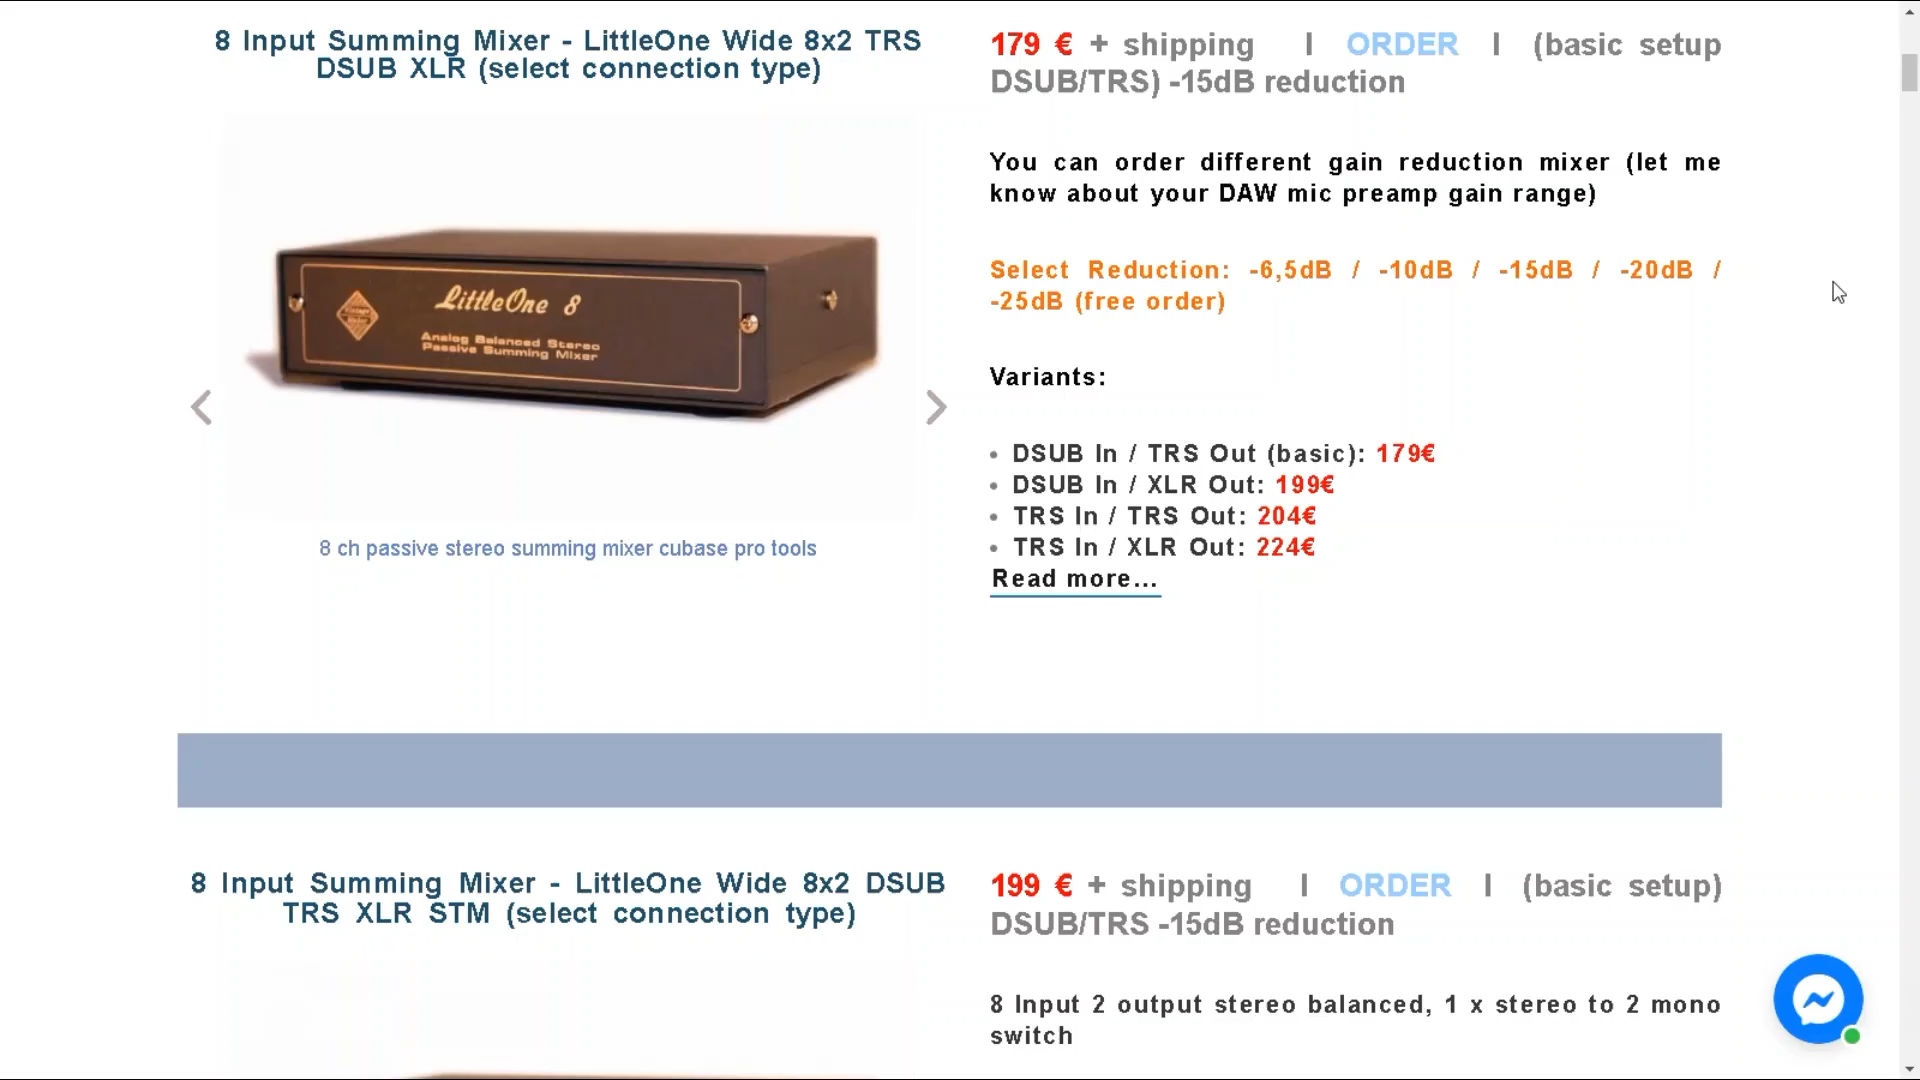 8 Input Summing Mixer - LittleOne Wide 8x2 TRS
DSUB XLR (select connection type)
LittleOne 8
Analog Balanced Stereo
Passive Summing Mixer
8 ch passive stereo summing mixer cubase pro tools
179 € + shipping I ORDER I (basic setup
DSUB/TRS) -15dB reduction
You can order different gain reduction mixer (let me
know about your DAW mic preamp gain range)
Select Reduction: -6,5dB / -10dB / -15dB / -20dB /
-25dB (free order)
Variants:
• DSUB In / TRS Out (basic): 179€
• DSUB In / XLR Out: 199€
• TRS In / TRS Out: 204€
• TRS In / XLR Out: 224€
Read more...
8 Input Summing Mixer - LittleOne Wide 8x2 DSUB
TRS XLR STM (select connection type)
199 € + shipping I ORDER I (basic setup)
DSUB/TRS -15dB reduction
8 Input 2 output stereo balanced, 1 x stereo to 2 mono
switch